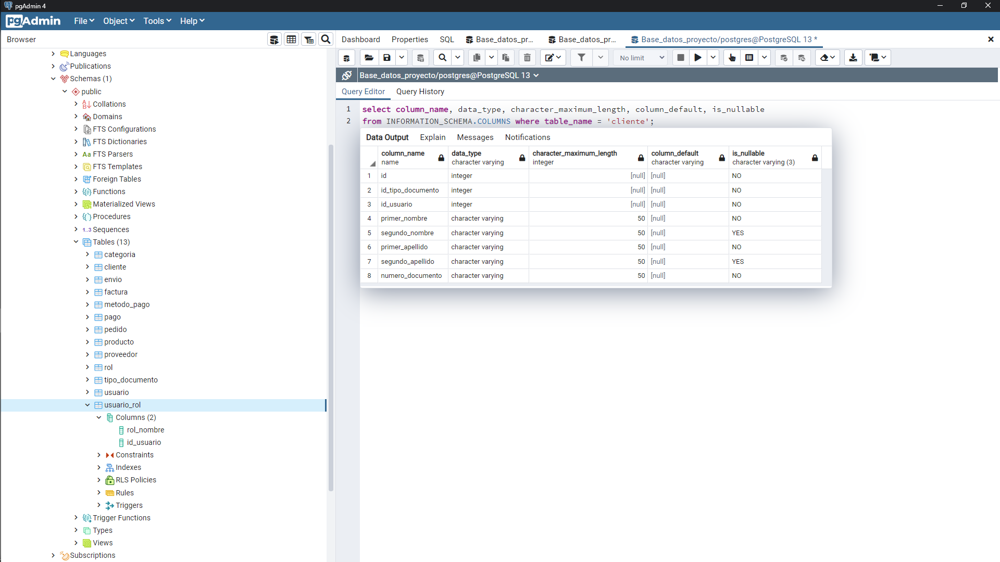 pgAdmin 4
pgAdmin File Object Tools Help
Browser
Languages
Publications
Schemas (1)
public
Collations
Domains
FTS Configurations
FTS Dictionaries
Aa FTS Parsers
FTS Templates
Foreign Tables
Functions
Materialized Views
Procedures
1..3 Sequences
Tables (13)
categoria
cliente
envio
factura
metodo_pago
pago
pedido
producto
proveedor
rol
tipo_documento
usuario
usuario_rol
Columns (2)
rol_nombre
id_usuario
Constraints
Indexes
RLS Policies
Rules
Triggers
Trigger Functions
Types
Views
Subscriptions
Dashboard Properties SQL Base_datos_pr... Base_datos_pr... Base_datos_proyecto/postgres@PostgreSQL 13 *
No limit
Base_datos_proyecto/postgres@PostgreSQL 13
Query Editor Query History
1 select column_name, data_type, character_maximum_length, column_default, is_nullable
2 from INFORMATION_SCHEMA.COLUMNS where table_name = 'cliente';
Data Output Explain Messages Notifications
column_name data_type character_maximum_length column_default is_nullable
name character varying integer character varying character varying (3)
1 id integer [null] [null] NO
2 id_tipo_documento integer [null] [null] NO
3 id_usuario integer [null] [null] NO
4 primer_nombre character varying 50 [null] NO
5 segundo_nombre character varying 50 [null] YES
6 primer_apellido character varying 50 [null] NO
7 segundo_apellido character varying 50 [null] YES
8 numero_documento character varying 50 [null] NO